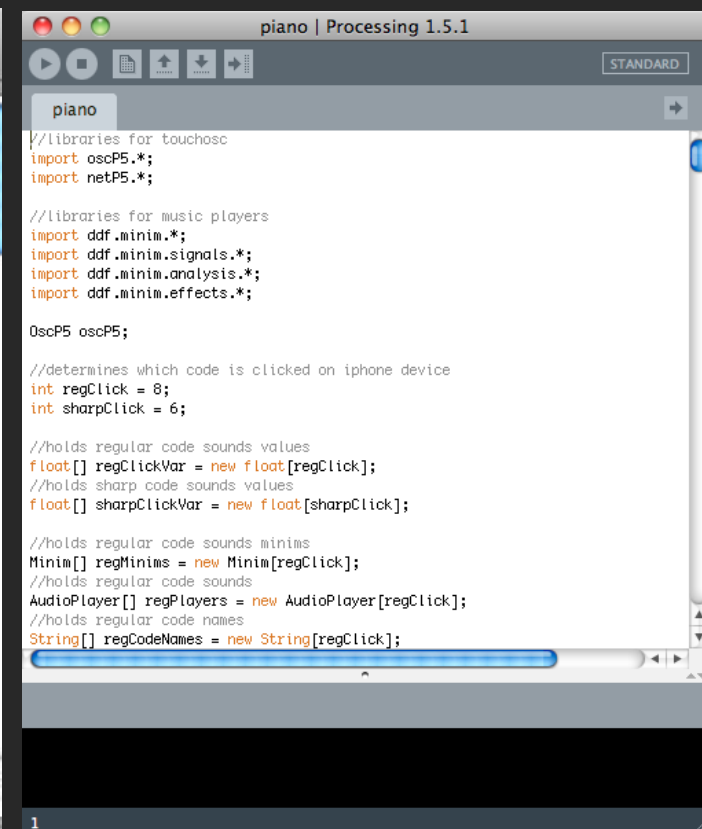 piano | Processing 1.5.1
STANDARD
piano
//libraries for touchosc
import oscP5.*;
import netP5.*;
//libraries for music players
import ddf.minim.*;
import ddf.minim.signals.*;
import ddf.minim.analysis.*;
import ddf.minim.effects.*;
OscP5 oscP5;
//determines which code is clicked on iphone device
int regClick = 8;
int sharpClick = 6;
//holds regular code sounds values
float[] regClickVar = new float[regClick];
//holds sharp code sounds values
float[] sharpClickVar = new float[sharpClick];
//holds regular code sounds minims
Minim[] regMinims = new Minim[regClick];
//holds regular code sounds
AudioPlayer[] regPlayers = new AudioPlayer[regClick];
//holds regular code names
String[] regCodeNames = new String[regClick];
1